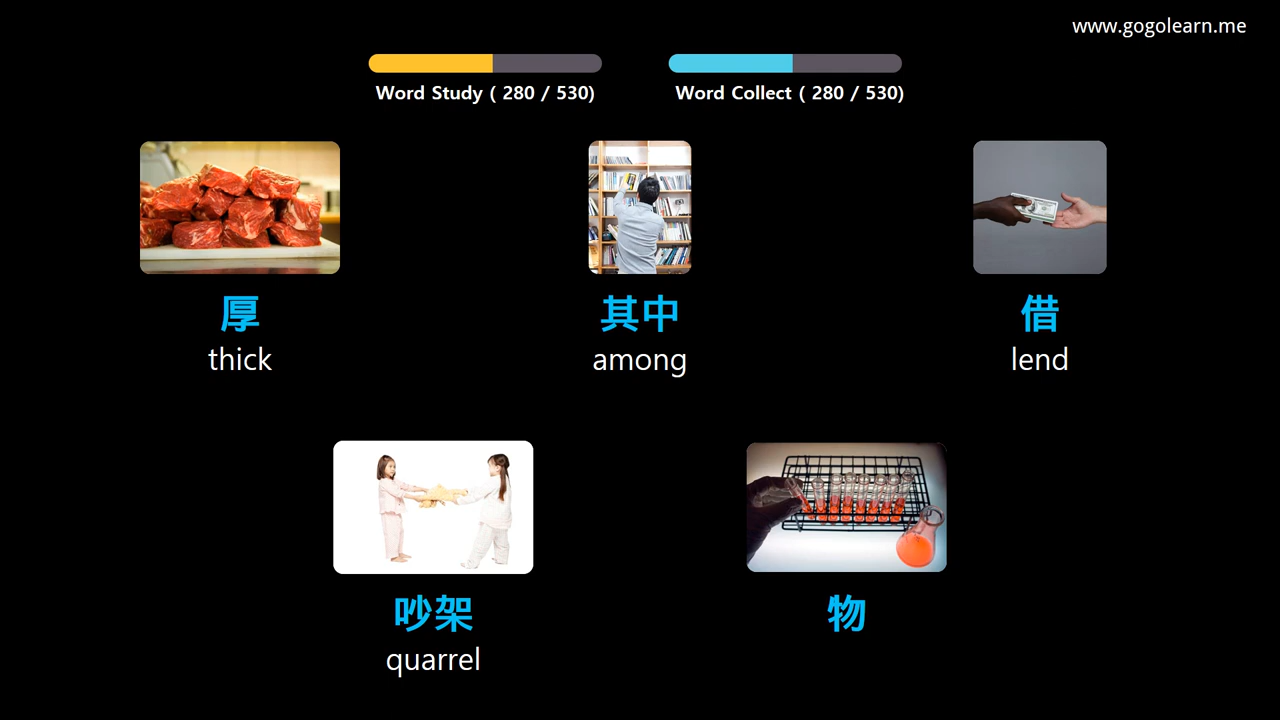 www.gogolearn.me
Word Study ( 280 / 530)
Word Collect ( 280 / 530)
厚
thick
其中
among
借
lend
吵架
quarrel
物